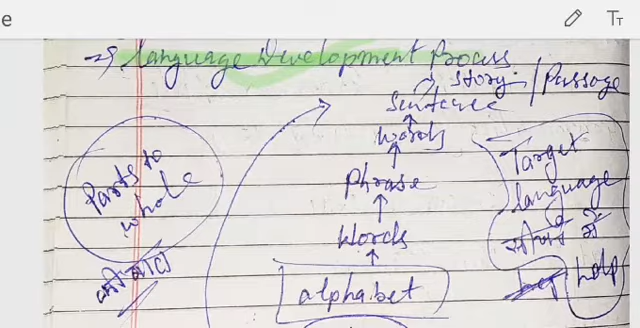 e
→ Language Development Process
Story / Passage
Sentence
Words
Phrase
Words
alphabet
Parts to
whole
Target
language
में
help